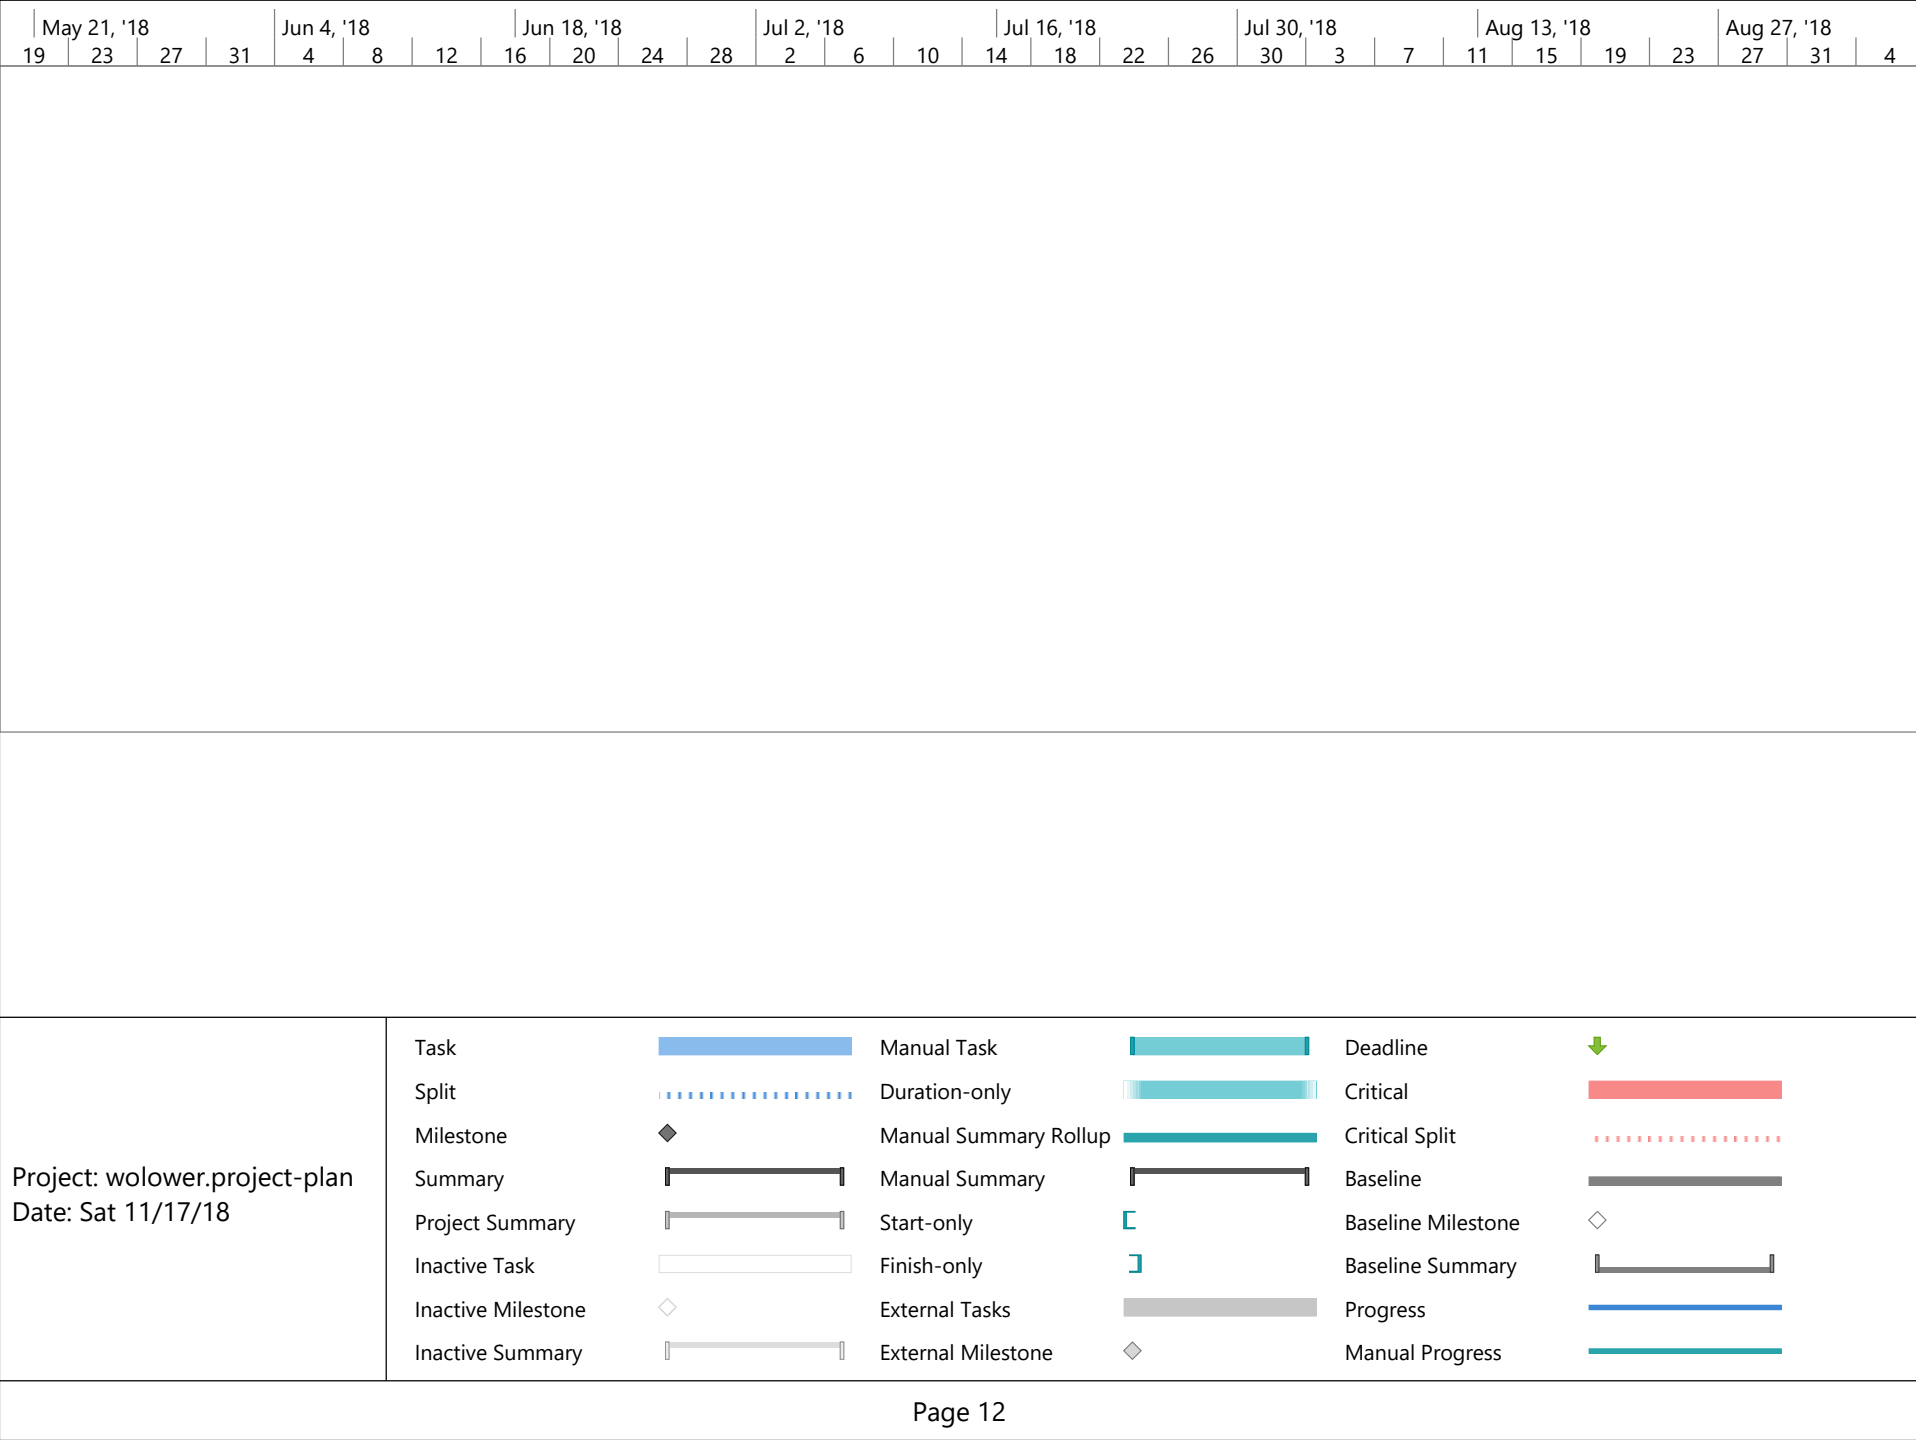 May 21, '18 Jun 4, '18 Jun 18, '18 Jul 2, '18 Jul 16, '18 Jul 30, '18 Aug 13, '18 Aug 27, '18
19 23 27 31 4 8 12 16 20 24 28 2 6 10 14 18 22 26 30 3 7 11 15 19 23 27 31 4
Project: wolower.project-plan
Date: Sat 11/17/18
Task
Split
Milestone
Summary
Project Summary
Inactive Task
Inactive Milestone
Inactive Summary
Manual Task
Duration-only
Manual Summary Rollup
Manual Summary
Start-only
Finish-only
External Tasks
External Milestone
Deadline
Critical
Critical Split
Baseline
Baseline Milestone
Baseline Summary
Progress
Manual Progress
Page 12